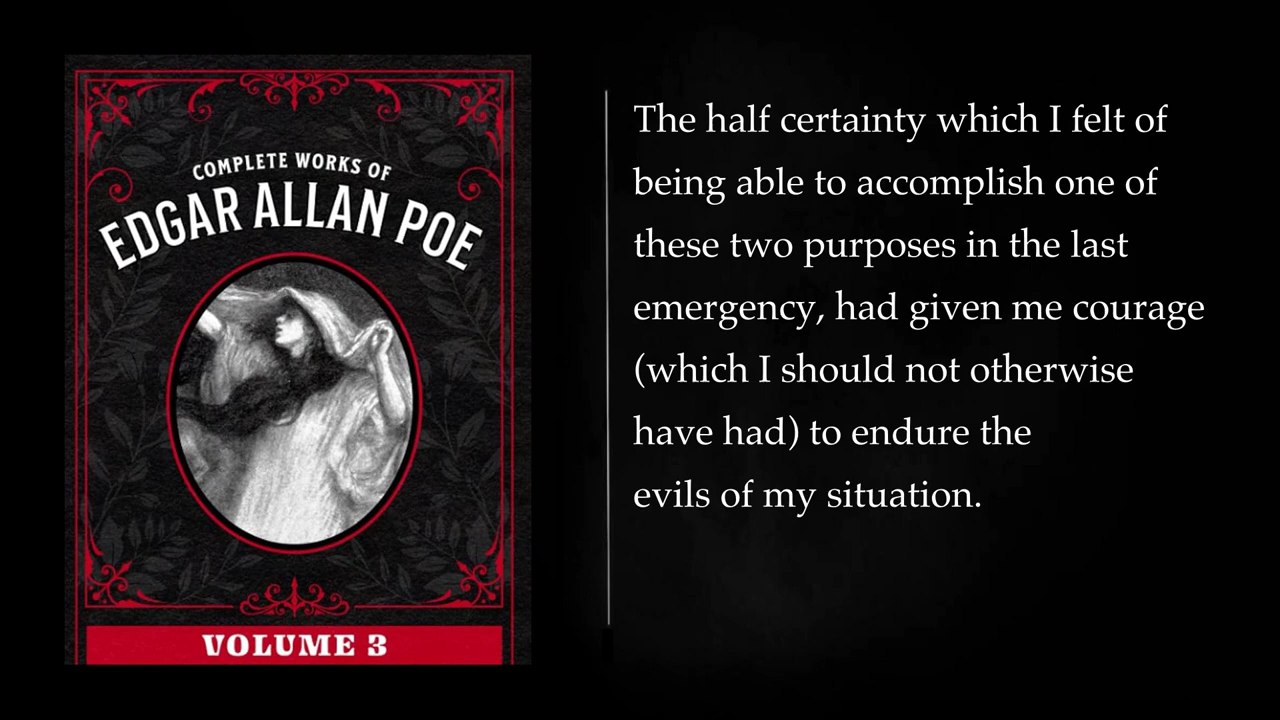 COMPLETE WORKS OF
EDGAR ALLAN POE
VOLUME 3
The half certainty which I felt of
being able to accomplish one of
these two purposes in the last
emergency, had given me courage
(which I should not otherwise
have had) to endure the
evils of my situation.